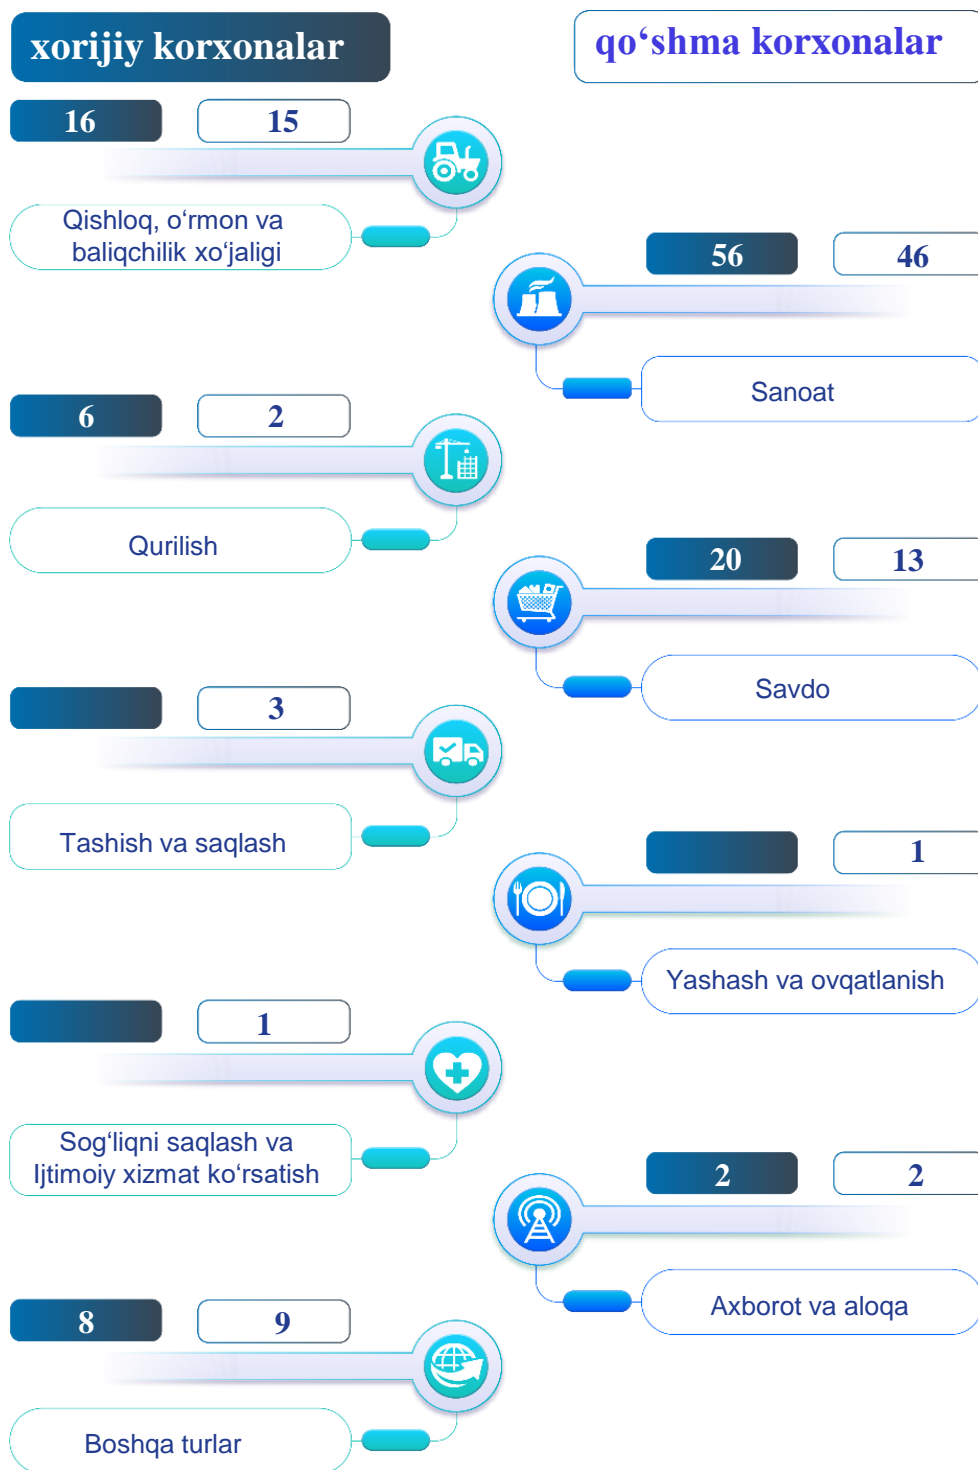 xorijiy korxonalar
qo‘shma korxonalar
16
15
Qishloq, o‘rmon va
baliqchilik xo‘jaligi
56
46
Sanoat
6
2
Qurilish
20
13
Savdo
3
Tashish va saqlash
1
Yashash va ovqatlanish
1
Sog‘liqni saqlash va
Ijtimoiy xizmat ko‘rsatish
2
2
Axborot va aloqa
8
9
Boshqa turlar